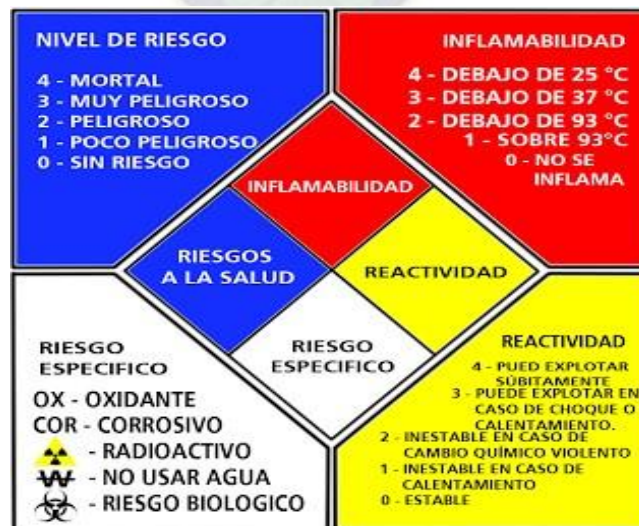 NIVEL DE RIESGO
4 - MORTAL
3 - MUY PELIGROSO
2 - PELIGROSO
1 - POCO PELIGROSO
0 - SIN RIESGO
INFLAMABILIDAD
4 - DEBAJO DE 25 °C
3 - DEBAJO DE 37 °C
2 - DEBAJO DE 93 °C
1 - SOBRE 93°C
0 - NO SE
INFLAMA
INFLAMABILIDAD
RIESGOS
A LA SALUD
REACTIVIDAD
RIESGO
ESPECIFICO
RIESGO
ESPECIFICO
OX - OXIDANTE
COR - CORROSIVO
- RADIOACTIVO
W - NO USAR AGUA
- RIESGO BIOLOGICO
REACTIVIDAD
4 - PUED EXPLOTAR
SÚBITAMENTE
3 - PUEDE EXPLOTAR EN
CASO DE CHOQUE O
CALENTAMIENTO.
2 - INESTABLE EN CASO DE
CAMBIO QUÍMICO VIOLENTO
1 - INESTABLE EN CASO DE
CALENTAMIENTO
0 - ESTABLE